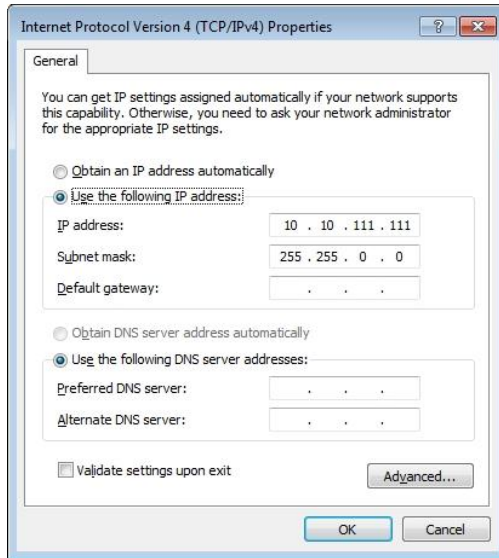 Internet Protocol Version 4 (TCP/IPv4) Properties
General
You can get IP settings assigned automatically if your network supports
this capability. Otherwise, you need to ask your network administrator
for the appropriate IP settings.
Obtain an IP address automatically
Use the following IP address:
IP address: 10 . 10 . 111 . 111
Subnet mask: 255 . 255 . 0 . 0
Default gateway: . . .
Obtain DNS server address automatically
Use the following DNS server addresses:
Preferred DNS server: . . .
Alternate DNS server: . . .
Validate settings upon exit
Advanced...
OK Cancel